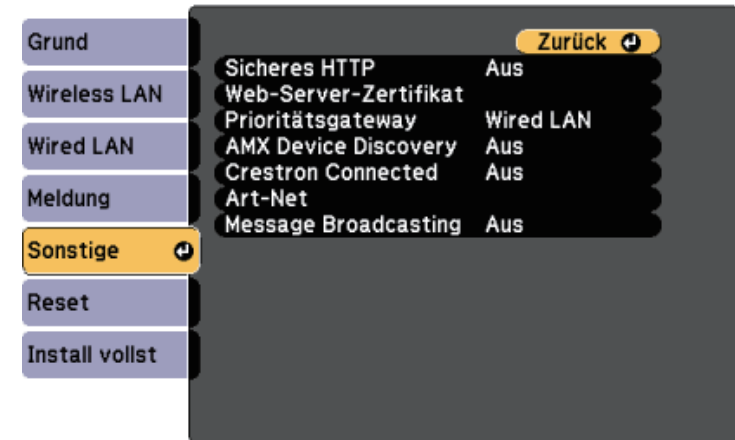 Grund
Wireless LAN
Wired LAN
Meldung
Sonstige
Reset
Install vollst
Zurück
Sicheres HTTP Aus
Web-Server-Zertifikat
Prioritätsgateway Wired LAN
AMX Device Discovery Aus
Crestron Connected Aus
Art-Net
Message Broadcasting Aus